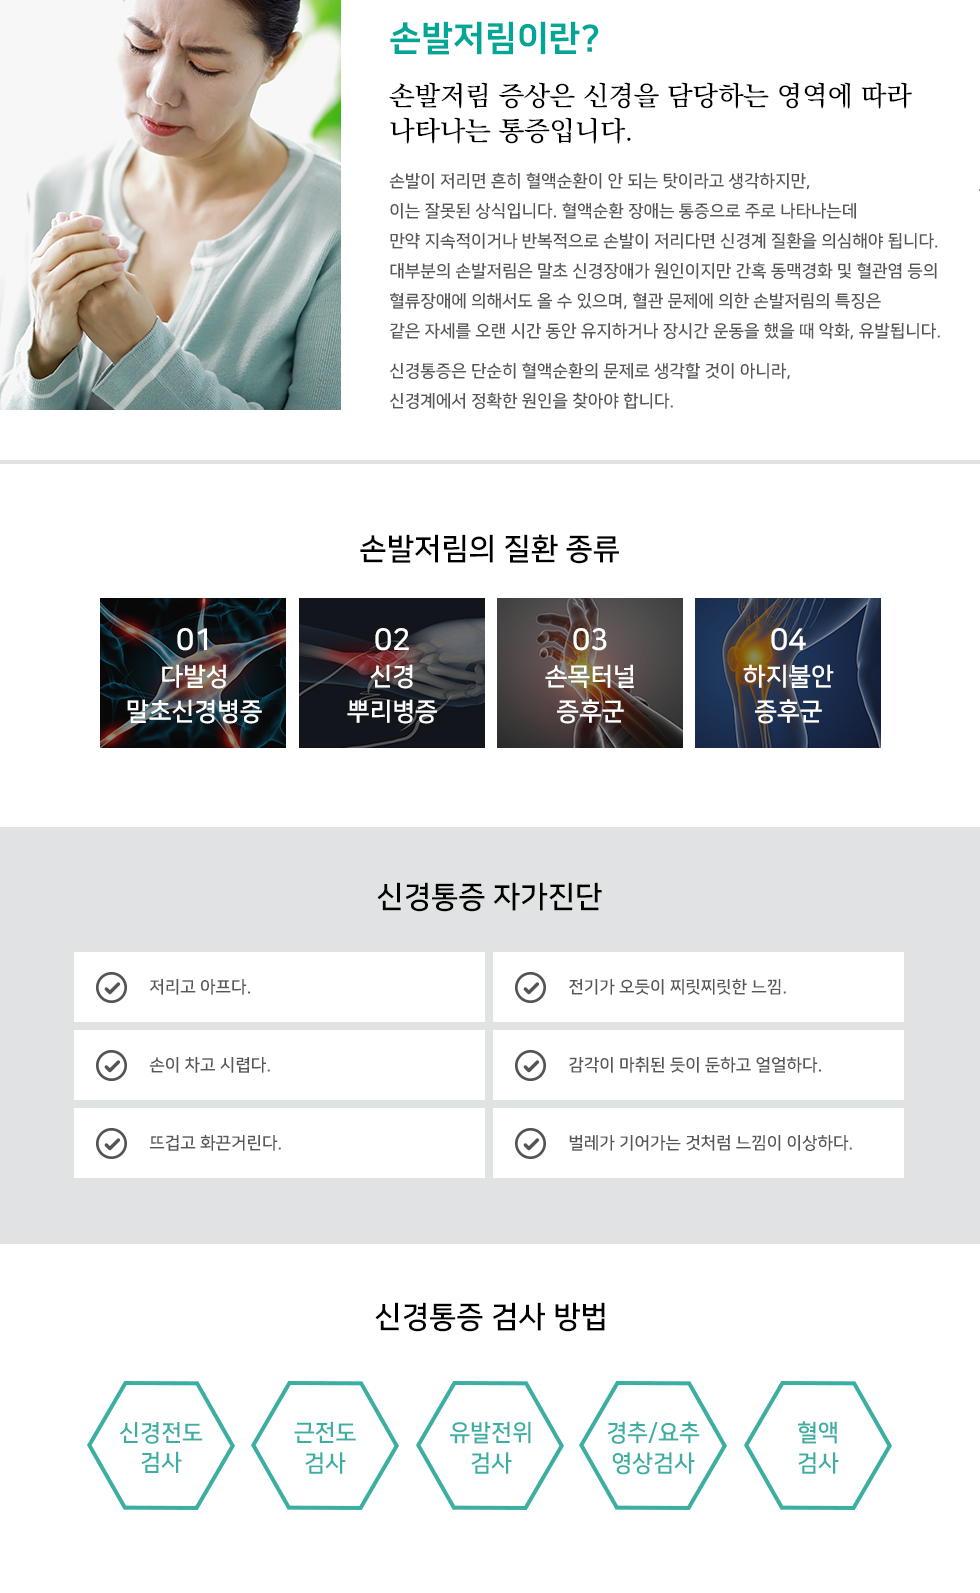 손발저림이란?
손발저림 증상은 신경을 담당하는 영역에 따라
나타나는 통증입니다.
손발이 저리면 흔히 혈액순환이 안 되는 탓이라고 생각하지만,
이는 잘못된 상식입니다. 혈액순환 장애는 통증으로 주로 나타나는데
만약 지속적이거나 반복적으로 손발이 저리다면 신경계 질환을 의심해야 됩니다.
대부분의 손발저림은 말초 신경장애가 원인이지만 간혹 동맥경화 및 혈관염 등의
혈류장애에 의해서도 올 수 있으며, 혈관 문제에 의한 손발저림의 특징은
같은 자세를 오랜 시간 동안 유지하거나 장시간 운동을 했을 때 악화, 유발됩니다.
신경통증은 단순히 혈액순환의 문제로 생각할 것이 아니라,
신경계에서 정확한 원인을 찾아야 합니다.
손발저림의 질환 종류
01
다발성
말초신경병증
02
신경
뿌리병증
03
손목터널
증후군
04
하지불안
증후군
신경통증 자가진단
저리고 아프다.
전기가 오듯이 찌릿찌릿한 느낌.
손이 차고 시렵다.
감각이 마취된 듯이 둔하고 얼얼하다.
뜨겁고 화끈거린다.
벌레가 기어가는 것처럼 느낌이 이상하다.
신경통증 검사 방법
신경전도
검사
근전도
검사
유발전위
검사
경추/요추
영상검사
혈액
검사